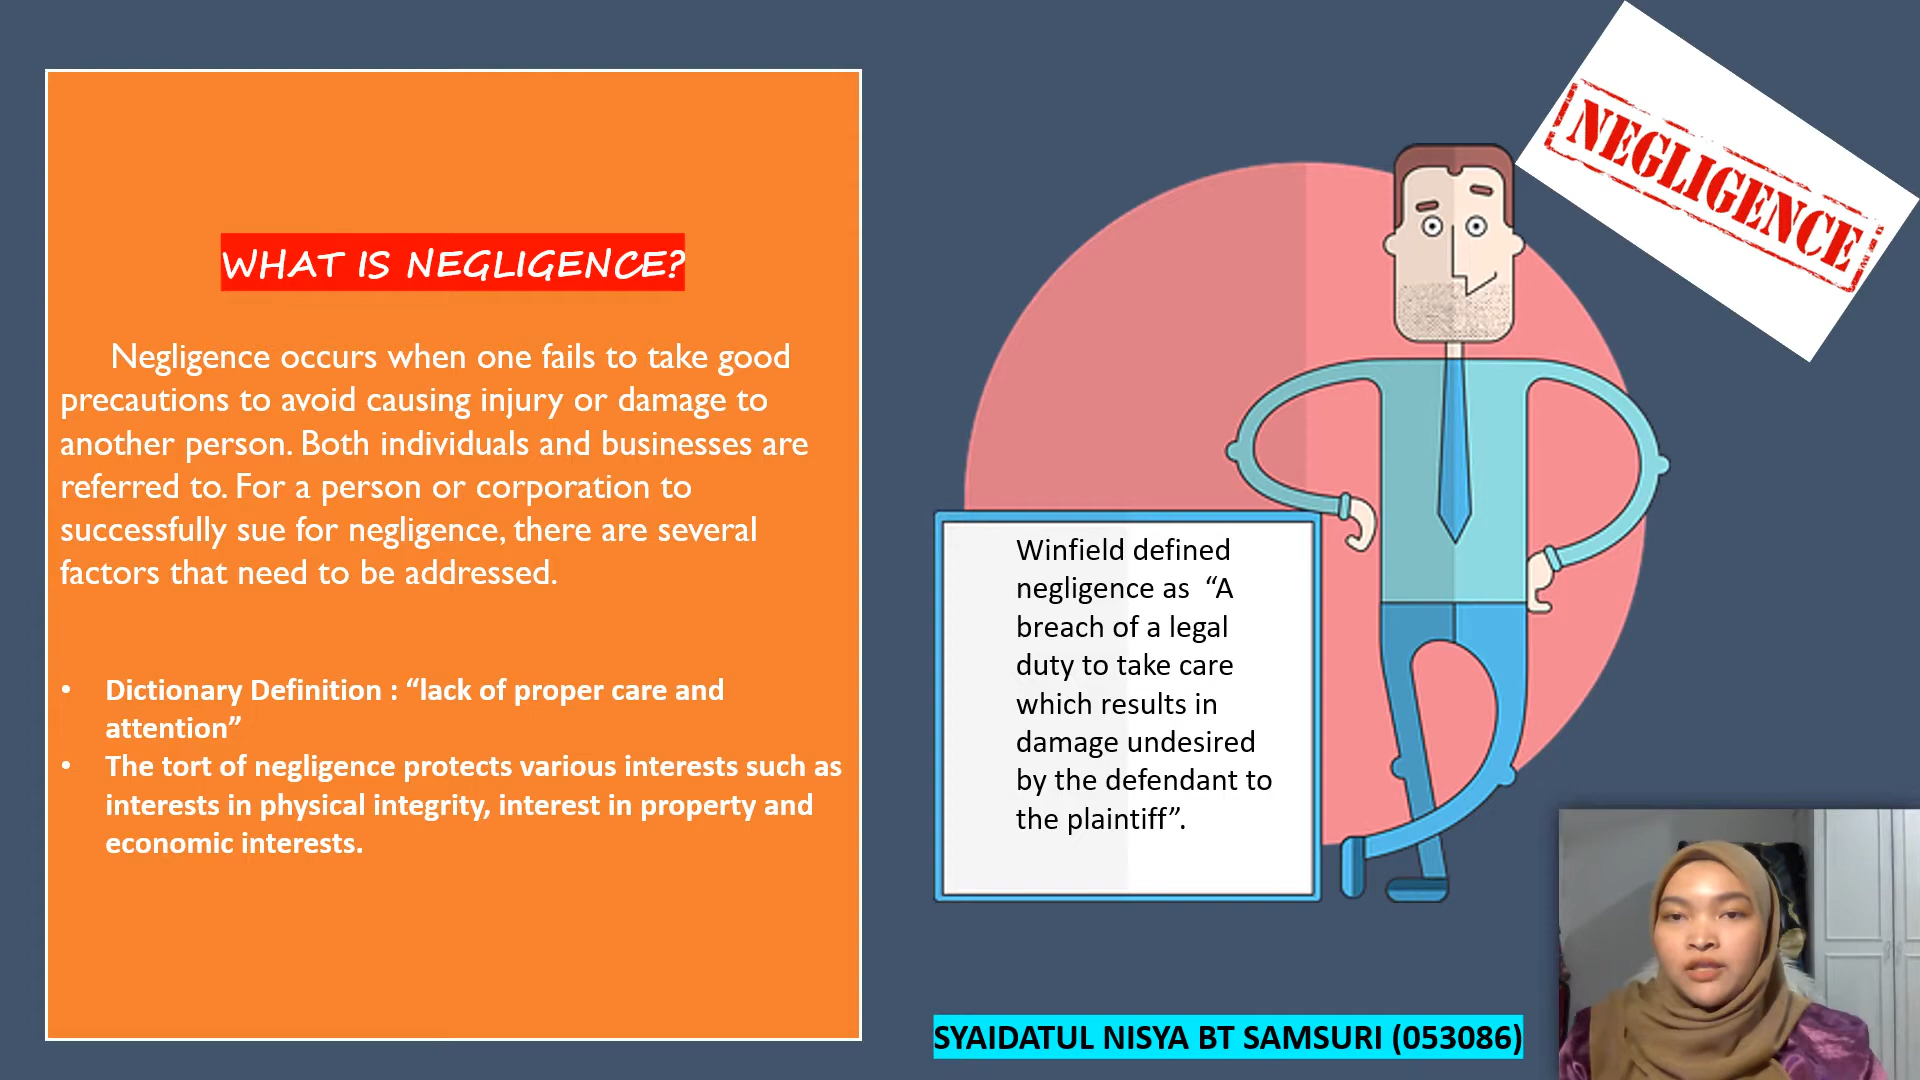 WHAT IS NEGLIGENCE?
Negligence occurs when one fails to take good
precautions to avoid causing injury or damage to
another person. Both individuals and businesses are
referred to. For a person or corporation to
successfully sue for negligence, there are several
factors that need to be addressed.
• Dictionary Definition : “lack of proper care and
attention”
• The tort of negligence protects various interests such as
interests in physical integrity, interest in property and
economic interests.
NEGLIGENCE
Winfield defined
negligence as “A
breach of a legal
duty to take care
which results in
damage undesired
by the defendant to
the plaintiff”.
SYAIDATUL NISYA BT SAMSURI (053086)